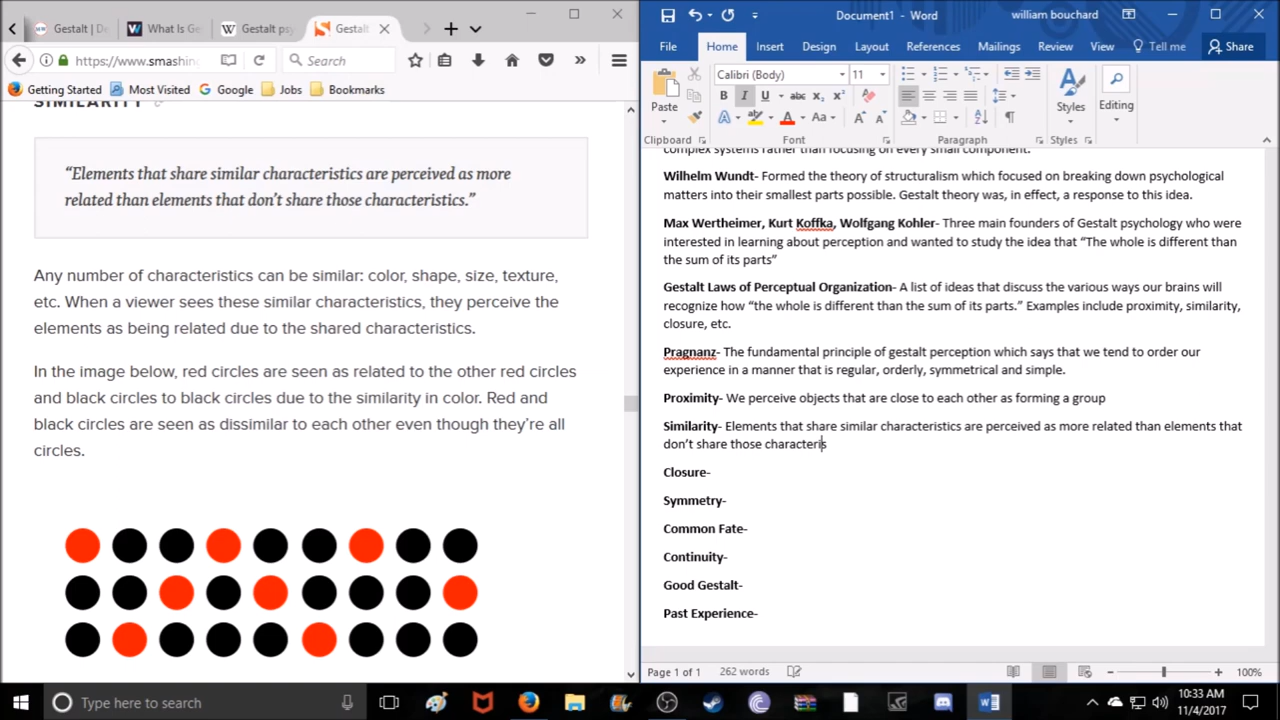 Gestalt | De
What Is Ge
Gestalt psy
Gestalt
https://www.smashing
Search
Getting Started
Most Visited
Google
Jobs
Bookmarks
SIMILARITY
“Elements that share similar characteristics are perceived as more
related than elements that don’t share those characteristics.”
Any number of characteristics can be similar: color, shape, size, texture,
etc. When a viewer sees these similar characteristics, they perceive the
elements as being related due to the shared characteristics.
In the image below, red circles are seen as related to the other red circles
and black circles to black circles due to the similarity in color. Red and
black circles are seen as dissimilar to each other even though they’re all
circles.
Document1 - Word
william bouchard
File
Home
Insert
Design
Layout
References
Mailings
Review
View
Tell me
Share
Calibri (Body)
11
Paste
B I U abc x₂ x²
A A Aa A A
Styles
Editing
Clipboard
Font
Paragraph
Styles
complex systems rather than focusing on every small component.
Wilhelm Wundt- Formed the theory of structuralism which focused on breaking down psychological
matters into their smallest parts possible. Gestalt theory was, in effect, a response to this idea.
Max Wertheimer, Kurt Koffka, Wolfgang Kohler- Three main founders of Gestalt psychology who were
interested in learning about perception and wanted to study the idea that “The whole is different than
the sum of its parts”
Gestalt Laws of Perceptual Organization- A list of ideas that discuss the various ways our brains will
recognize how “the whole is different than the sum of its parts.” Examples include proximity, similarity,
closure, etc.
Pragnanz- The fundamental principle of gestalt perception which says that we tend to order our
experience in a manner that is regular, orderly, symmetrical and simple.
Proximity- We perceive objects that are close to each other as forming a group
Similarity- Elements that share similar characteristics are perceived as more related than elements that
don’t share those characteris
Closure-
Symmetry-
Common Fate-
Continuity-
Good Gestalt-
Past Experience-
Page 1 of 1
262 words
100%
Type here to search
10:33 AM
11/4/2017